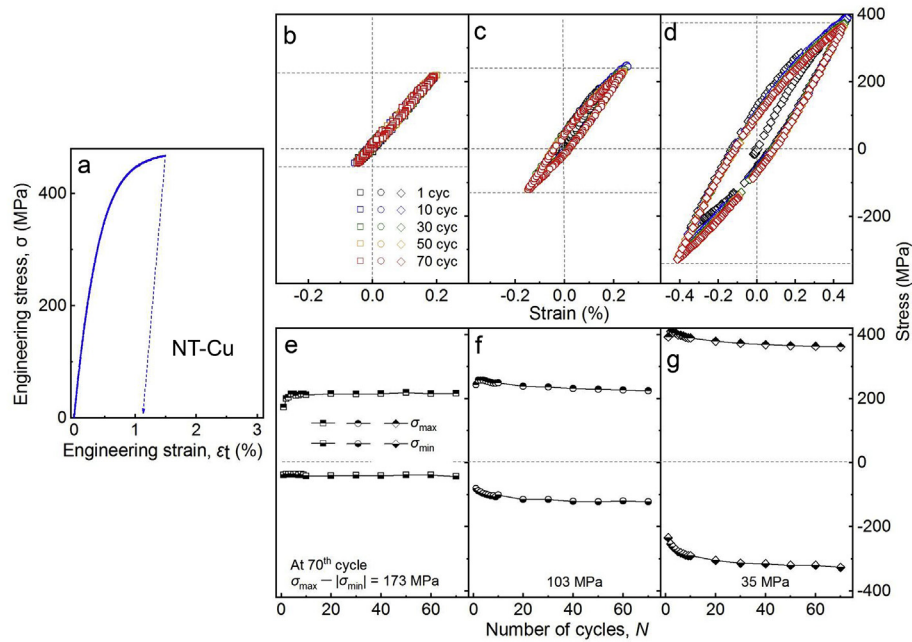 b
c
d
400
200
0
-200
Stress (MPa)
1 cyc
10 cyc
30 cyc
50 cyc
70 cyc
-0.2 0.0 0.2
-0.2 0.0 0.2
-0.4 -0.2 0.0 0.2 0.4
Strain (%)
a
Engineering stress, σ (MPa)
400
200
0
NT-Cu
0 1 2 3
Engineering strain, εt (%)
e
f
g
400
200
0
-200
-400
σmax
σmin
At 70th cycle
σmax — |σmin| = 173 MPa
103 MPa
35 MPa
0 20 40 60
0 20 40 60
0 20 40 60
Number of cycles, N